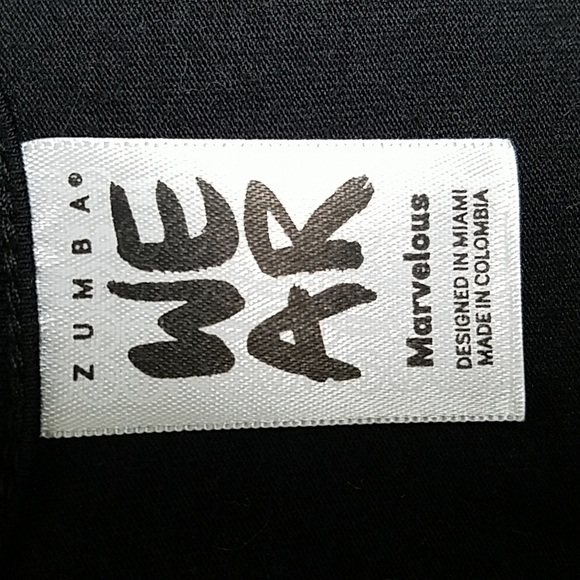 ZUMBA®
WE
AR
Marvelous
DESIGNED IN MIAMI
MADE IN COLOMBIA